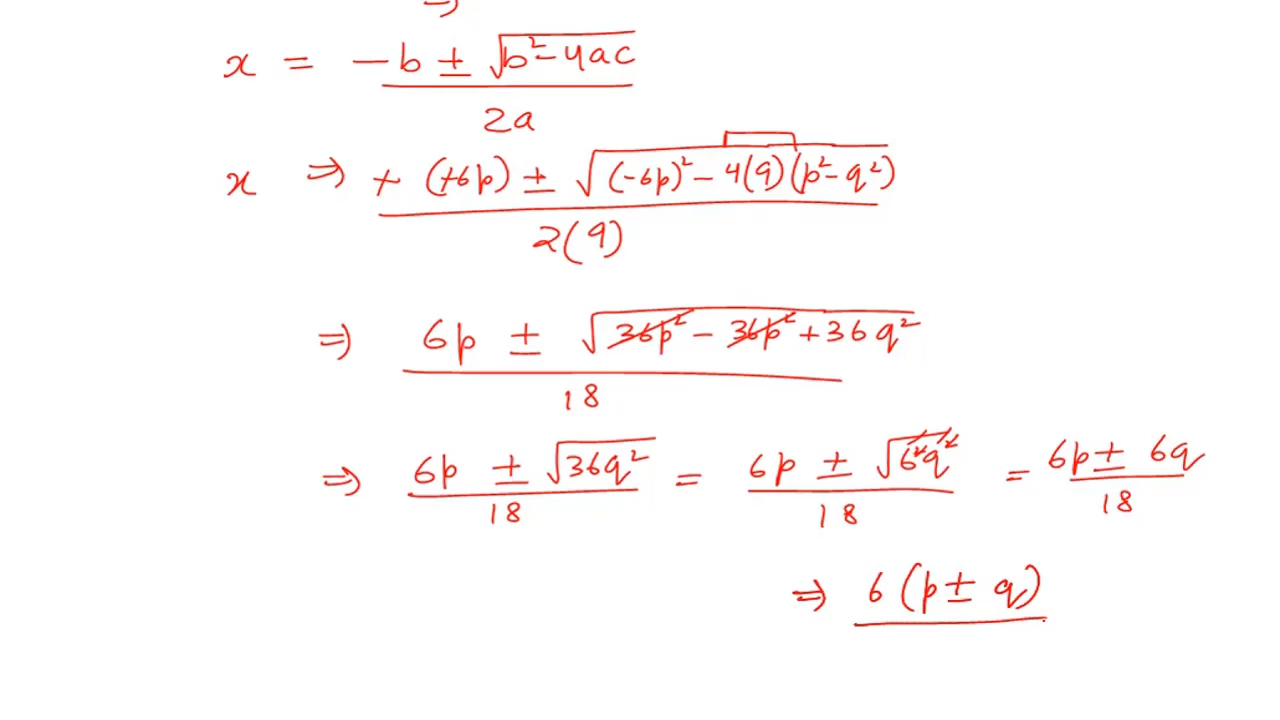 ⇒
x = -b ± √(b² - 4ac)
2a
x ⇒ + (+6p) ± √((-6p)² - 4(9)(p² - q²))
2(9)
⇒ 6p ± √(36p² - 36p² + 36q²)
18
⇒ 6p ± √(36q²) = 6p ± √(6²q²) = 6p ± 6q
18 18 18
⇒ 6(p ± q)